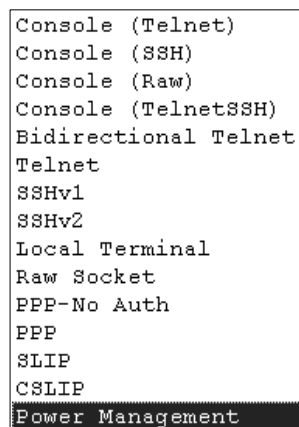 Console (Telnet)
Console (SSH)
Console (Raw)
Console (TelnetSSH)
Bidirectional Telnet
Telnet
SSHv1
SSHv2
Local Terminal
Raw Socket
PPP-No Auth
PPP
SLIP
CSLIP
Power Management